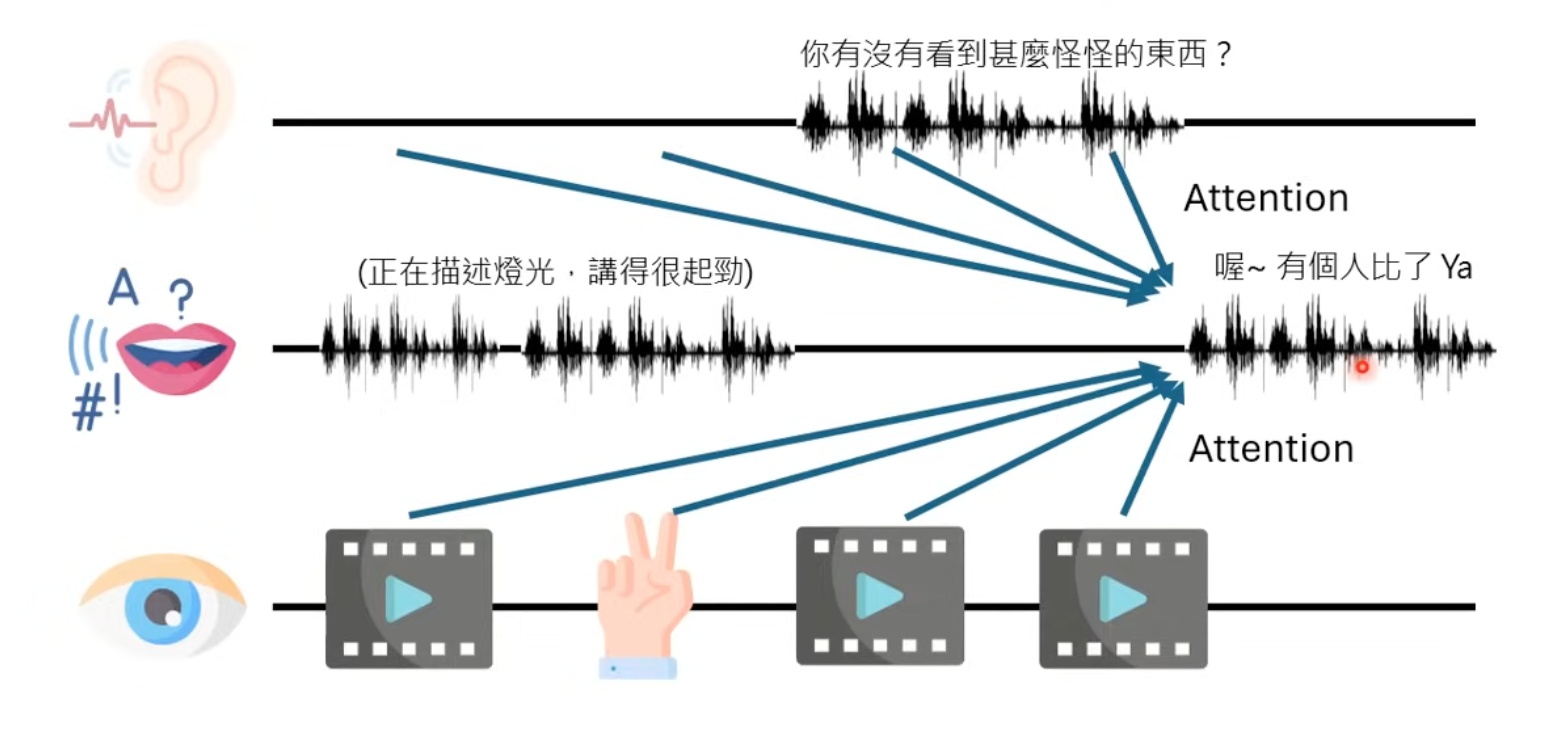 你有沒有看到甚麼怪怪的東西？
Attention
(正在描述燈光，講得很起勁)
喔~ 有個人比了 Ya
A ?
#!
Attention